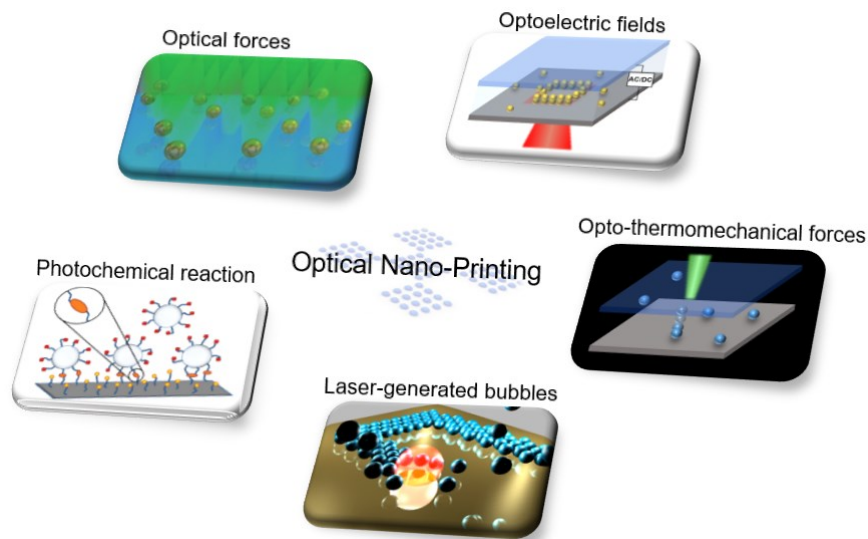 Optical forces
Optoelectric fields
AC/DC
Opto-thermomechanical forces
Photochemical reaction
Optical Nano-Printing
Laser-generated bubbles